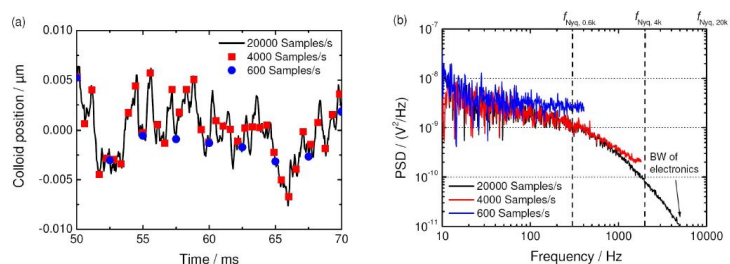 (a)
0.010
0.005
0.000
-0.005
-0.010
Colloid position / µm
20000 Samples/s
4000 Samples/s
600 Samples/s
50 55 60 65 70
Time / ms
(b)
f Nyq, 0.6k f Nyq, 4k f Nyq, 20k
10⁻⁷
10⁻⁸
10⁻⁹
10⁻¹⁰
10⁻¹¹
PSD / (V²/Hz)
BW of
electronics
20000 Samples/s
4000 Samples/s
600 Samples/s
10 100 1000 10000
Frequency / Hz